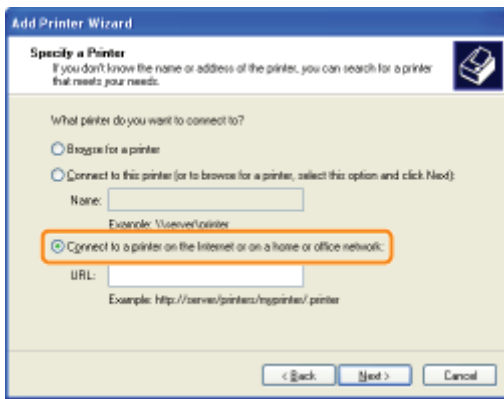 Add Printer Wizard
Specify a Printer
If you don't know the name or address of the printer, you can search for a printer
that meets your needs.
What printer do you want to connect to?
Browse for a printer
Connect to this printer (or to browse for a printer, select this option and click Next):
Name:
Example: \\server\printer
Connect to a printer on the Internet or on a home or office network:
URL:
Example: http://server/printers/myprinter/.printer
< Back Next > Cancel